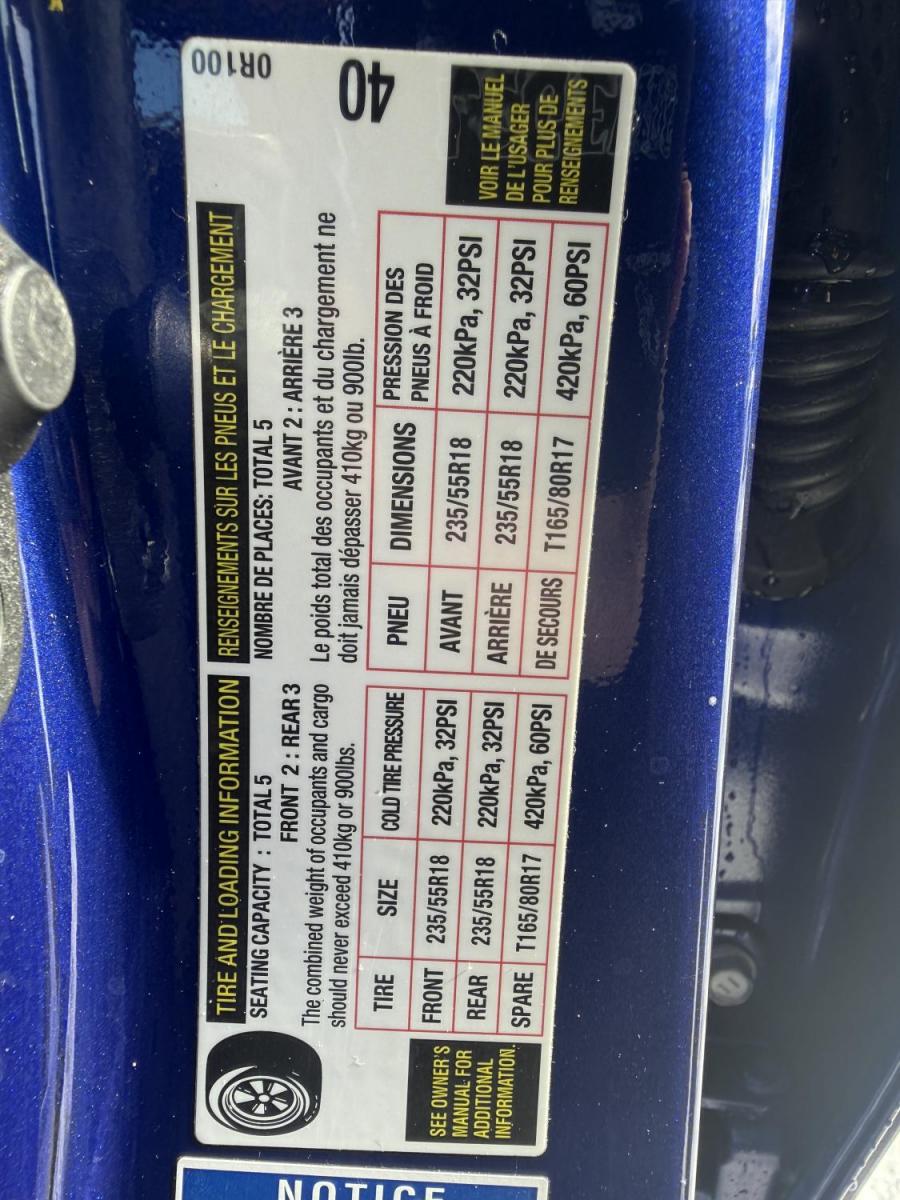 TIRE AND LOADING INFORMATION
SEATING CAPACITY : TOTAL 5
FRONT 2 : REAR 3
The combined weight of occupants and cargo
should never exceed 410kg or 900lbs.
TIRE SIZE COLD TIRE PRESSURE
FRONT 235/55R18 220kPa, 32PSI
REAR 235/55R18 220kPa, 32PSI
SPARE T165/80R17 420kPa, 60PSI
SEE OWNER'S
MANUAL FOR
ADDITIONAL
INFORMATION.
RENSEIGNEMENTS SUR LES PNEUS ET LE CHARGEMENT
NOMBRE DE PLACES: TOTAL 5
AVANT 2 : ARRIÈRE 3
Le poids total des occupants et du chargement ne
doit jamais dépasser 410kg ou 900lb.
PNEU DIMENSIONS PRESSION DES
PNEUS À FROID
AVANT 235/55R18 220kPa, 32PSI
ARRIÈRE 235/55R18 220kPa, 32PSI
DE SECOURS T165/80R17 420kPa, 60PSI
0R100
40
VOIR LE MANUEL
DE L'USAGER
POUR PLUS DE
RENSEIGNEMENTS
NOTICE